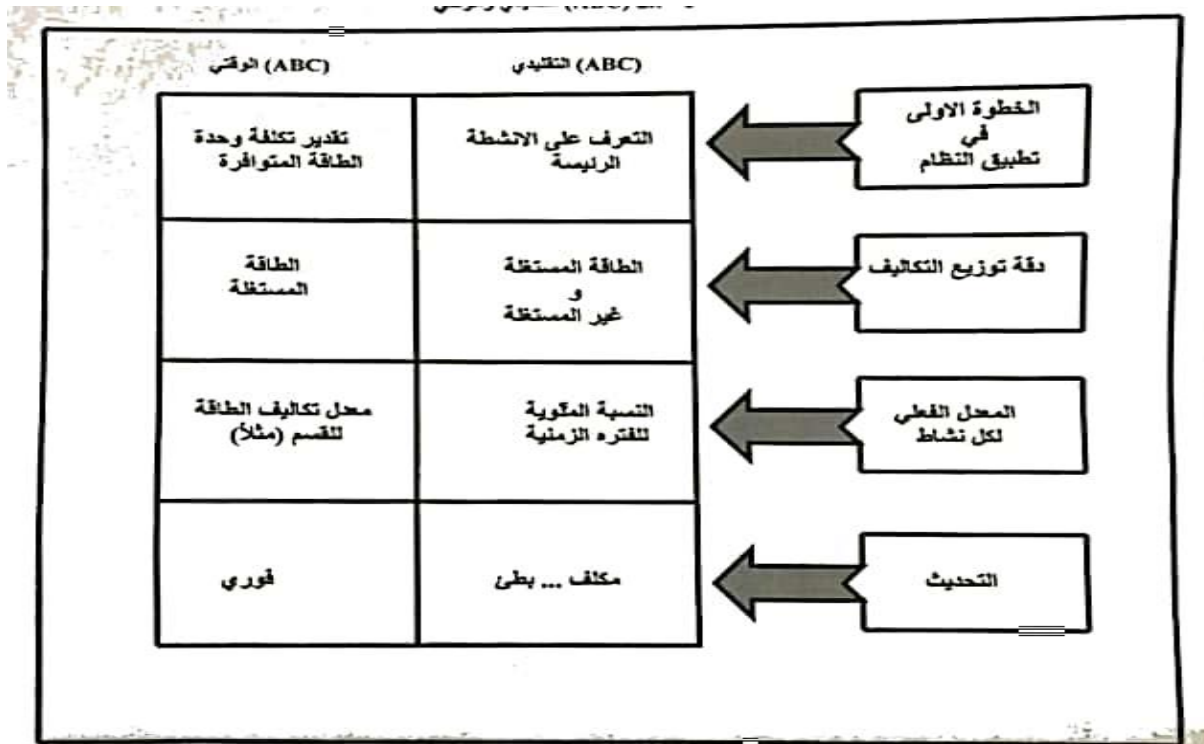 (ABC) التقليدي
(ABC) الوقتي
الخطوة الاولى
في
تطبيق النظام
التعرف على الانشطة
الرئيسة
تقدير تكلفة وحدة
الطاقة المتوافرة
دقة توزيع التكاليف
الطاقة المستغلة
و
غير المستغلة
الطاقة
المستغلة
المعدل الفعلي
لكل نشاط
النسبة المئوية
للفتره الزمنية
معدل تكاليف الطاقة
للقسم (مثلاً)
التحديث
مكلف ... بطئ
فوري